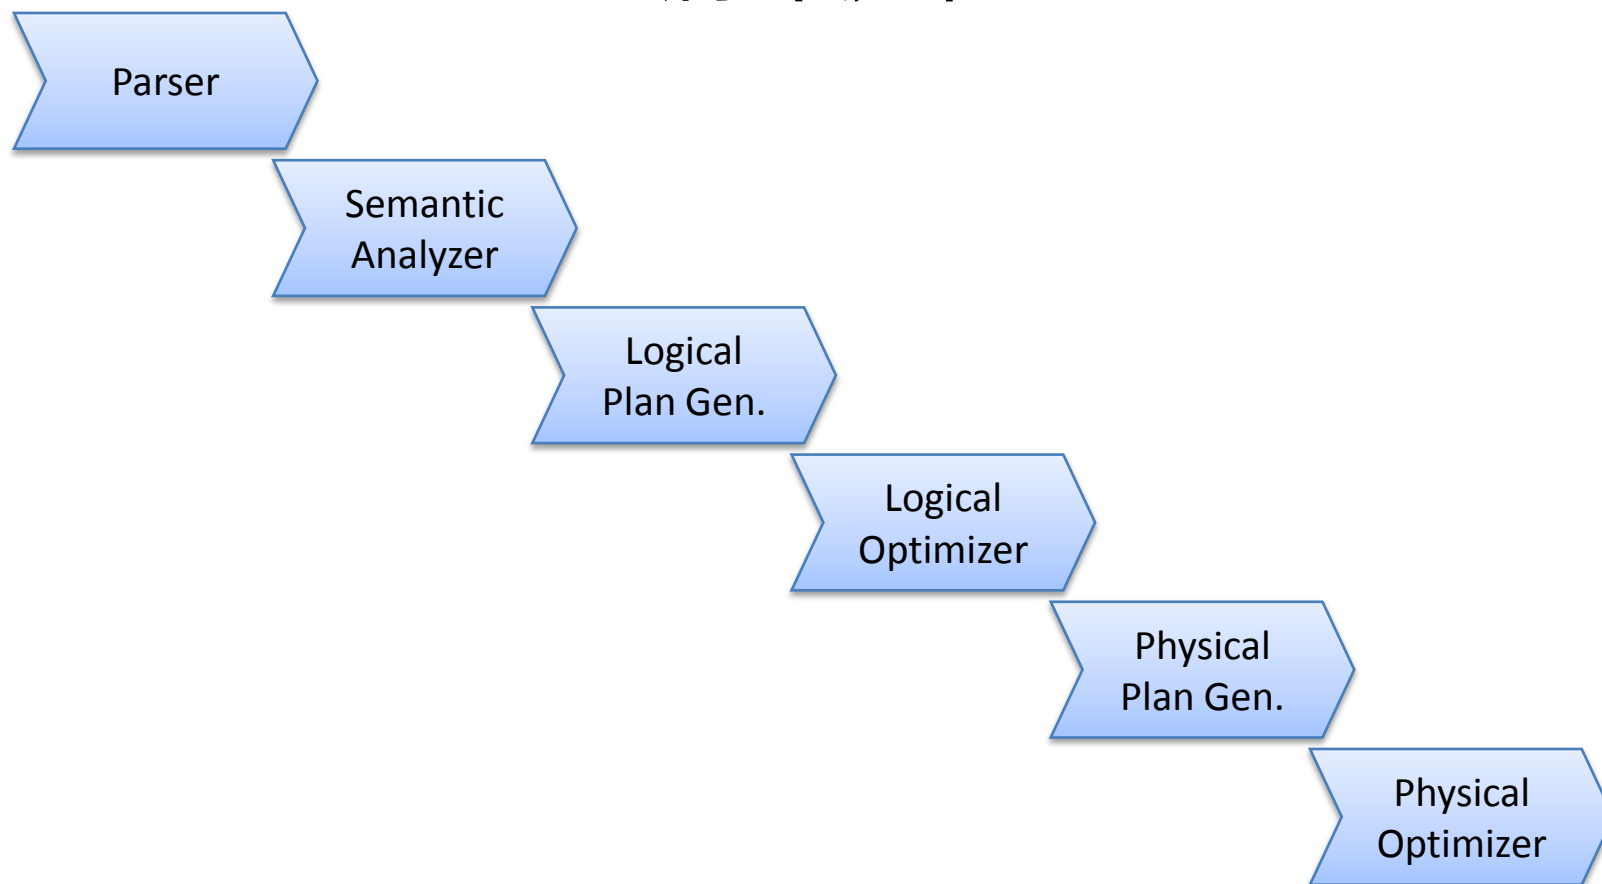 Parser
Semantic
Analyzer
Logical
Plan Gen.
Logical
Optimizer
Physical
Plan Gen.
Physical
Optimizer